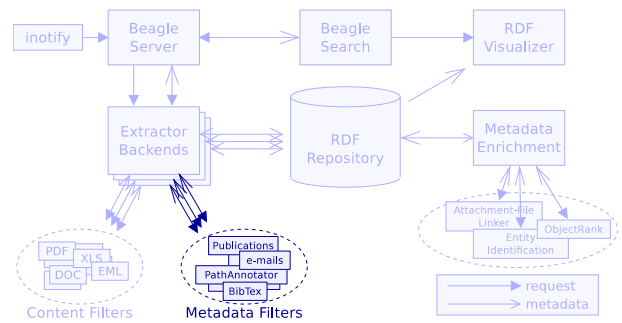 inotify
Beagle
Server
Beagle
Search
RDF
Visualizer
Extractor
Backends
RDF
Repository
Metadata
Enrichment
Attachment-File
Linker
Entity
Identification
ObjectRank
PDF
XLS
DOC
EML
Content Filters
Publications
e-mails
PathAnnotator
BibTex
Metadata Filters
request
metadata